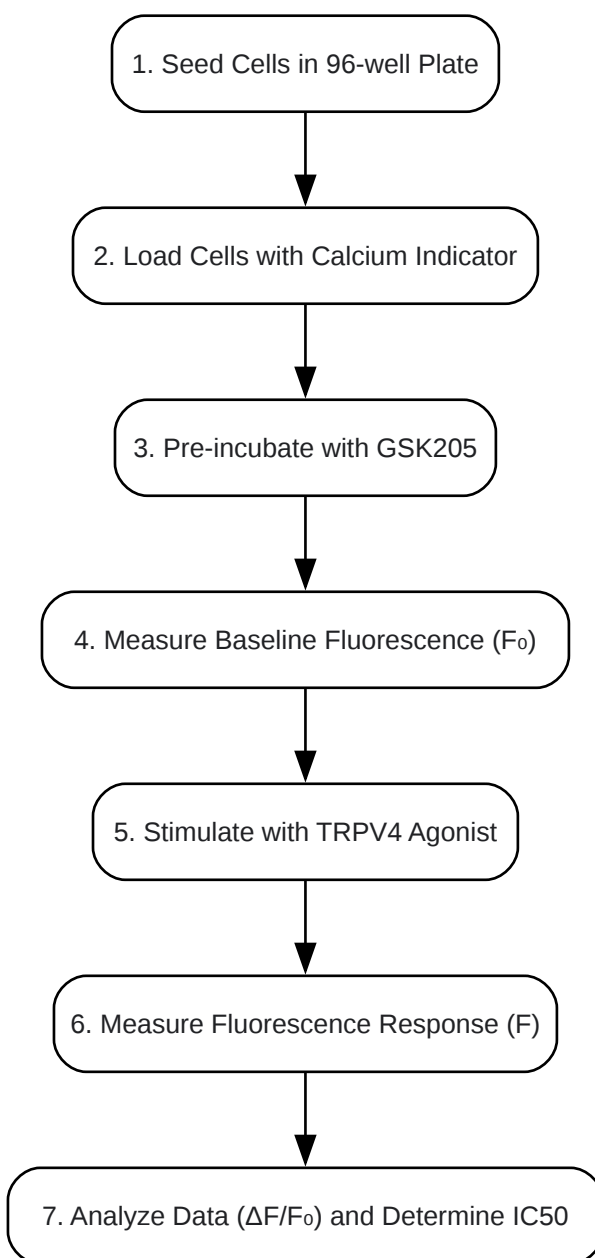 1. Seed Cells in 96-well Plate
2. Load Cells with Calcium Indicator
3. Pre-incubate with GSK205
4. Measure Baseline Fluorescence (F₀)
5. Stimulate with TRPV4 Agonist
6. Measure Fluorescence Response (F)
7. Analyze Data (ΔF/F₀) and Determine IC50